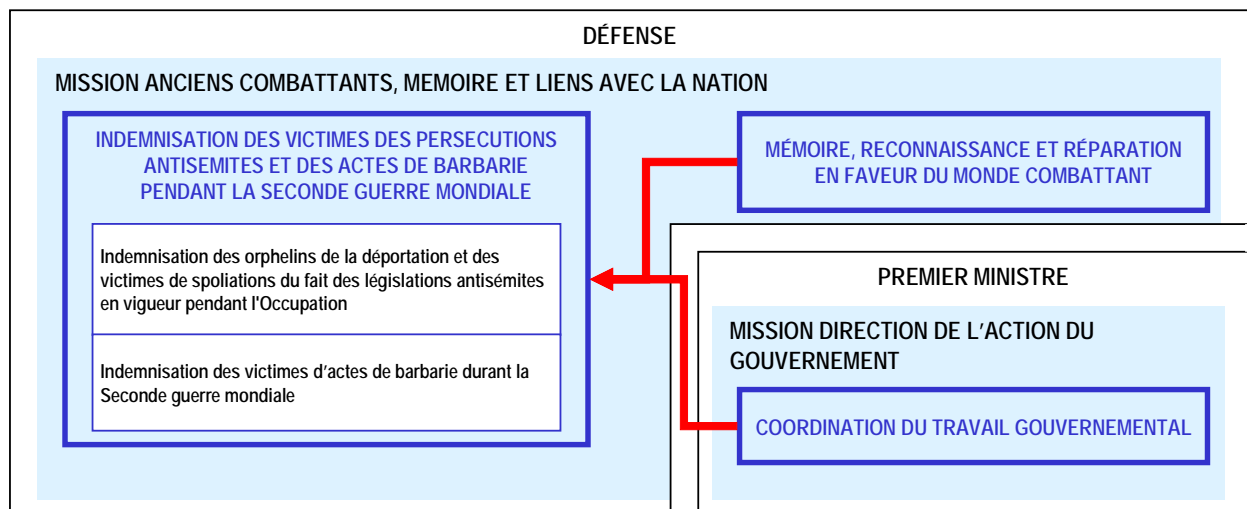 DÉFENSE
MISSION ANCIENS COMBATTANTS, MEMOIRE ET LIENS AVEC LA NATION
INDEMNISATION DES VICTIMES DES PERSECUTIONS
ANTISEMITES ET DES ACTES DE BARBARIE
PENDANT LA SECONDE GUERRE MONDIALE
Indemnisation des orphelins de la déportation et des
victimes de spoliations du fait des législations antisémites
en vigueur pendant l'Occupation
Indemnisation des victimes d'actes de barbarie durant la
Seconde guerre mondiale
MÉMOIRE, RECONNAISSANCE ET RÉPARATION
EN FAVEUR DU MONDE COMBATTANT
PREMIER MINISTRE
MISSION DIRECTION DE L'ACTION DU
GOUVERNEMENT
COORDINATION DU TRAVAIL GOUVERNEMENTAL